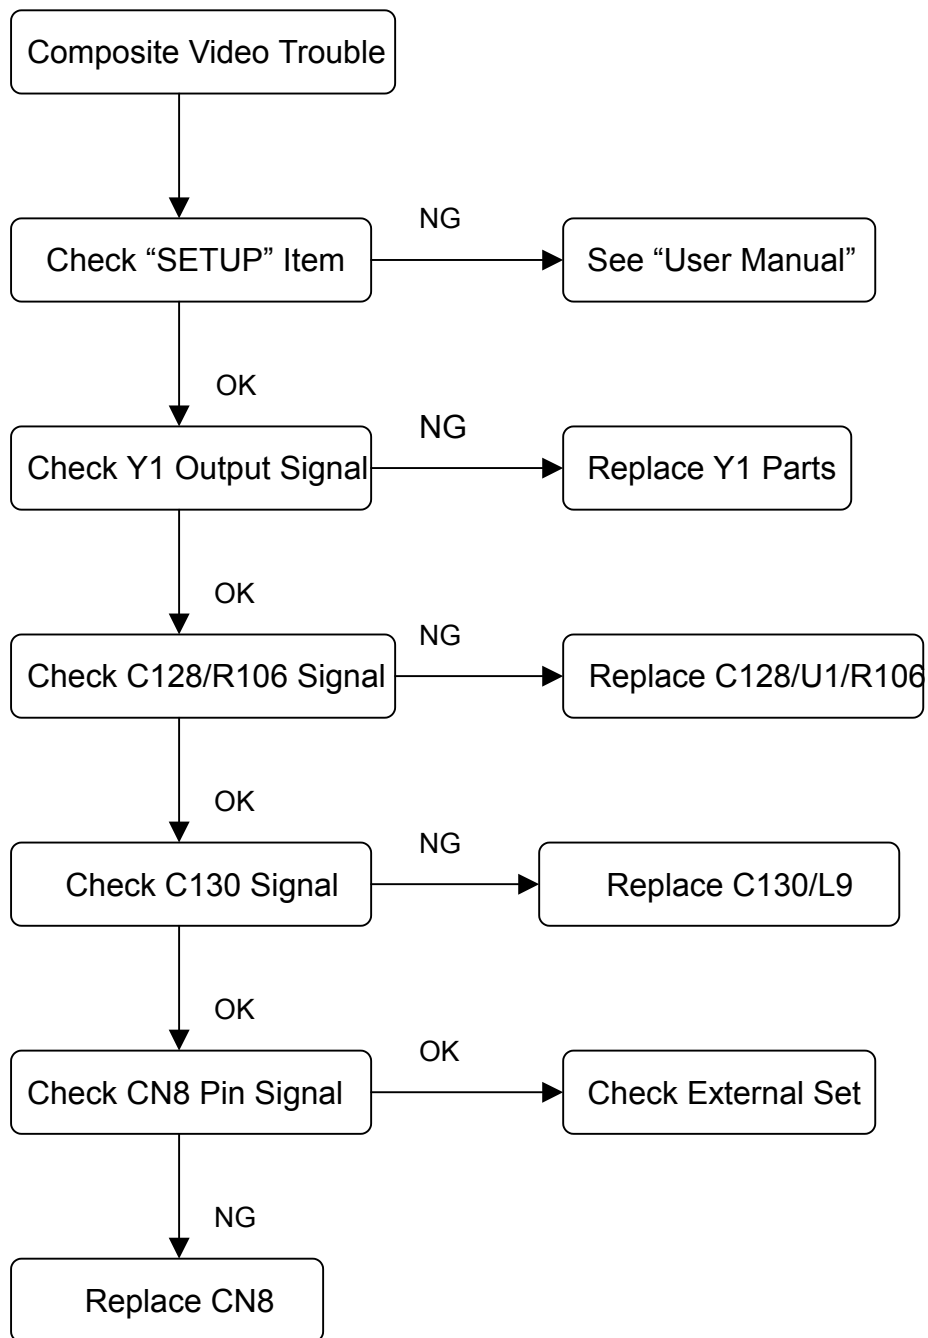 Composite Video Trouble
NG
Check “SETUP” Item
See “User Manual”
OK
NG
Check Y1 Output Signal
Replace Y1 Parts
OK
NG
Check C128/R106 Signal
Replace C128/U1/R106
OK
NG
Check C130 Signal
Replace C130/L9
OK
OK
Check CN8 Pin Signal
Check External Set
NG
Replace CN8